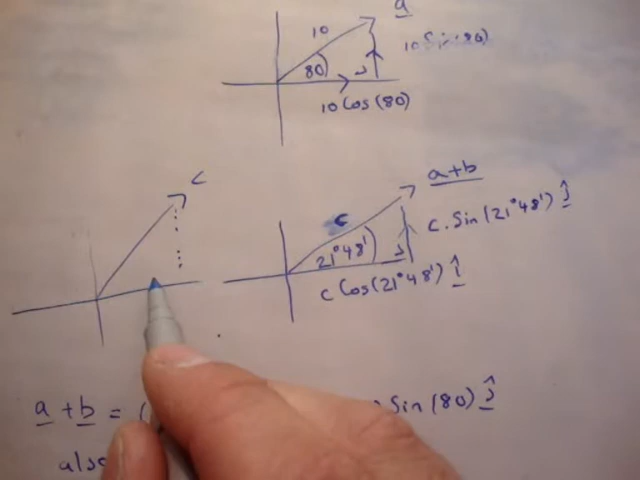 a
10
10 Sin(80)
80
10 Cos(80)
c
a+b
c
c. Sin(21°48') ĵ
21°48'
c Cos(21°48') î
a + b = (
Sin(80) ĵ
also